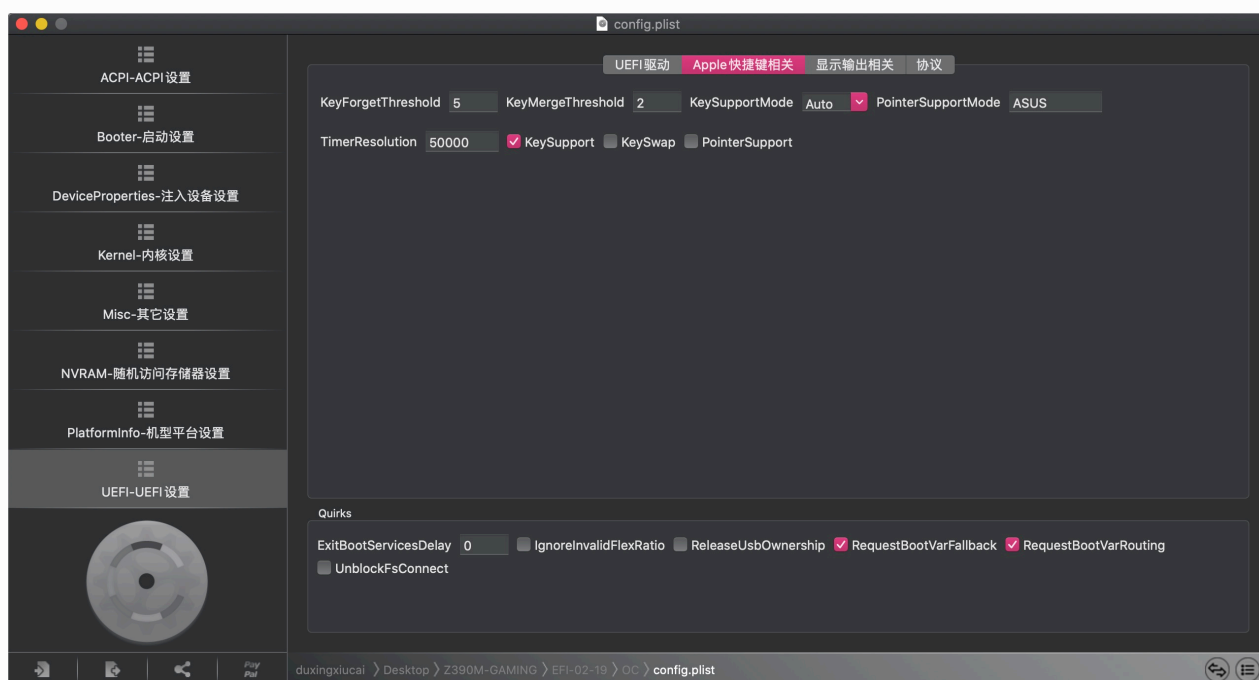 config.plist
ACPI-ACPI设置
Booter-启动设置
DeviceProperties-注入设备设置
Kernel-内核设置
Misc-其它设置
NVRAM-随机访问存储器设置
PlatformInfo-机型平台设置
UEFI-UEFI设置
Pay
Pal
UEFI驱动 Apple快捷键相关 显示输出相关 协议
KeyForgetThreshold 5 KeyMergeThreshold 2 KeySupportMode Auto PointerSupportMode ASUS
TimerResolution 50000 KeySupport KeySwap PointerSupport
Quirks
ExitBootServicesDelay 0 IgnoreInvalidFlexRatio ReleaseUsbOwnership RequestBootVarFallback RequestBootVarRouting
UnblockFsConnect
duxingxiucai 〉 Desktop 〉 Z390M-GAMING 〉 EFI-02-19 〉 OC 〉 config.plist